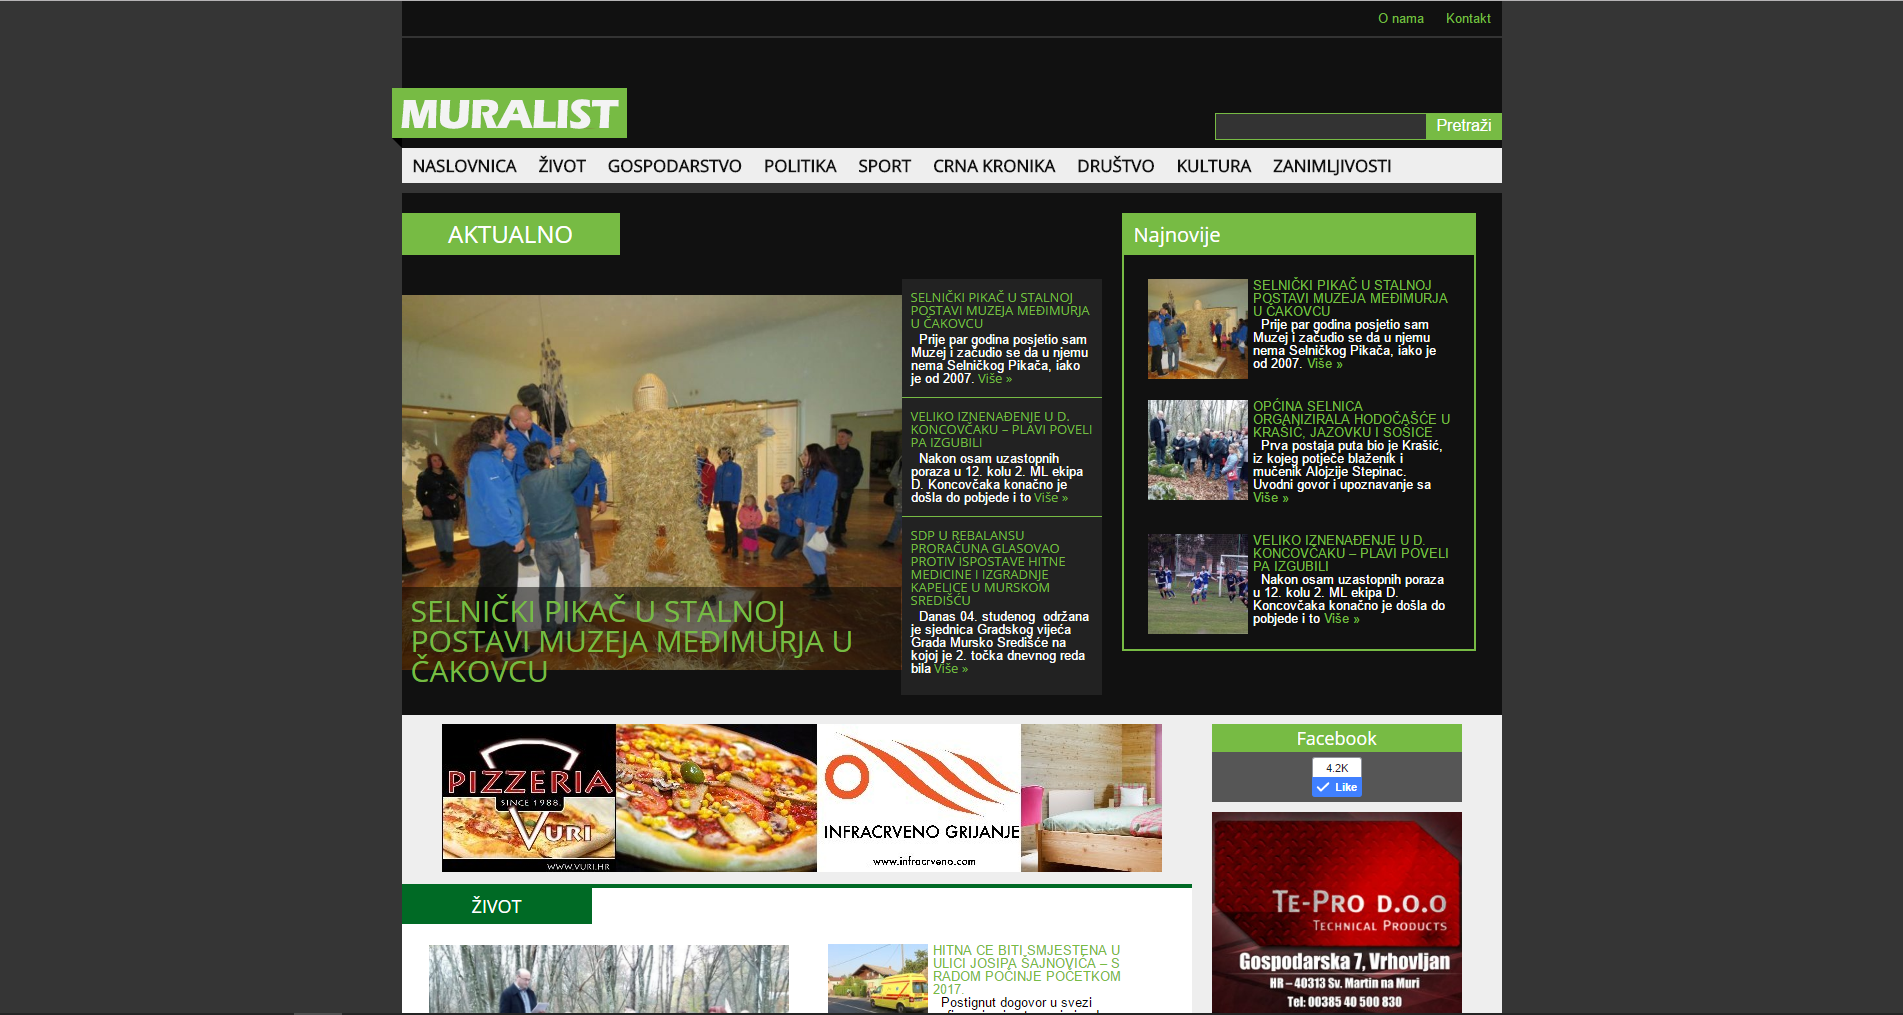 O nama Kontakt
MURALIST
Pretraži
NASLOVNICA ŽIVOT GOSPODARSTVO POLITIKA SPORT CRNA KRONIKA DRUŠTVO KULTURA ZANIMLJIVOSTI
AKTUALNO
SELNIČKI PIKAČ U STALNOJ
POSTAVI MUZEJA MEĐIMURJA U
ČAKOVCU
SELNIČKI PIKAČ U STALNOJ
POSTAVI MUZEJA MEĐIMURJA
U ČAKOVCU
Prije par godina posjetio sam
Muzej i začudio se da u njemu
nema Selničkog Pikača, iako
je od 2007. Više »
VELIKO IZNENAĐENJE U D.
KONCOVČAKU – PLAVI POVELI
PA IZGUBILI
Nakon osam uzastopnih
poraza u 12. kolu 2. ML ekipa
D. Koncovčaka konačno je
došla do pobjede i to Više »
SDP U REBALANSU
PRORAČUNA GLASOVAO
PROTIV ISPOSTAVE HITNE
MEDICINE I IZGRADNJE
KAPELICE U MURSKOM
SREDIŠĆU
Danas 04. studenog održana
je sjednica Gradskog vijeća
Grada Mursko Središće na
kojoj je 2. točka dnevnog reda
bila Više »
Najnovije
SELNIČKI PIKAČ U STALNOJ
POSTAVI MUZEJA MEĐIMURJA
U ČAKOVCU
Prije par godina posjetio sam
Muzej i začudio se da u njemu
nema Selničkog Pikača, iako je
od 2007. Više »
OPĆINA SELNICA
ORGANIZIRALA HODOČAŠĆE U
KRAŠIĆ, JAZOVKU I SOŠICE
Prva postaja puta bio je Krašić,
iz kojeg potječe blaženik i
mučenik Alojzije Stepinac.
Uvodni govor i upoznavanje sa
Više »
VELIKO IZNENAĐENJE U D.
KONCOVČAKU – PLAVI POVELI
PA IZGUBILI
Nakon osam uzastopnih poraza
u 12. kolu 2. ML ekipa D.
Koncovčaka konačno je došla do
pobjede i to Više »
PIZZERIA
SINCE 1988.
VURI
WWW.VURI.HR
INFRACRVENO GRIJANJE
www.infracrveno.com
Facebook
4.2K
Like
TE-PRO D.O.O
TECHNICAL PRODUCTS
Gospodarska 7, Vrhovljan
HR – 40313 Sv. Martin na Muri
Tel: 00385 40 500 830
ŽIVOT
HITNA ĆE BITI SMJEŠTENA U
ULICI JOSIPA ŠAJNOVIĆA – S
RADOM POČINJE POČETKOM
2017.
Postignut dogovor u svezi